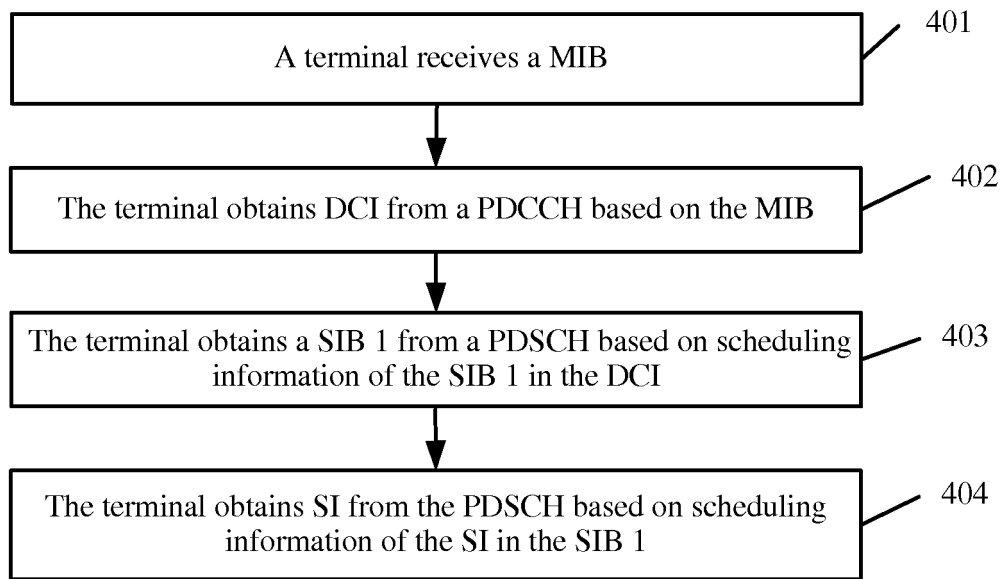 A terminal receives a MIB
401
The terminal obtains DCI from a PDCCH based on the MIB
402
The terminal obtains a SIB 1 from a PDSCH based on scheduling
information of the SIB 1 in the DCI
403
The terminal obtains SI from the PDSCH based on scheduling
information of the SI in the SIB 1
404